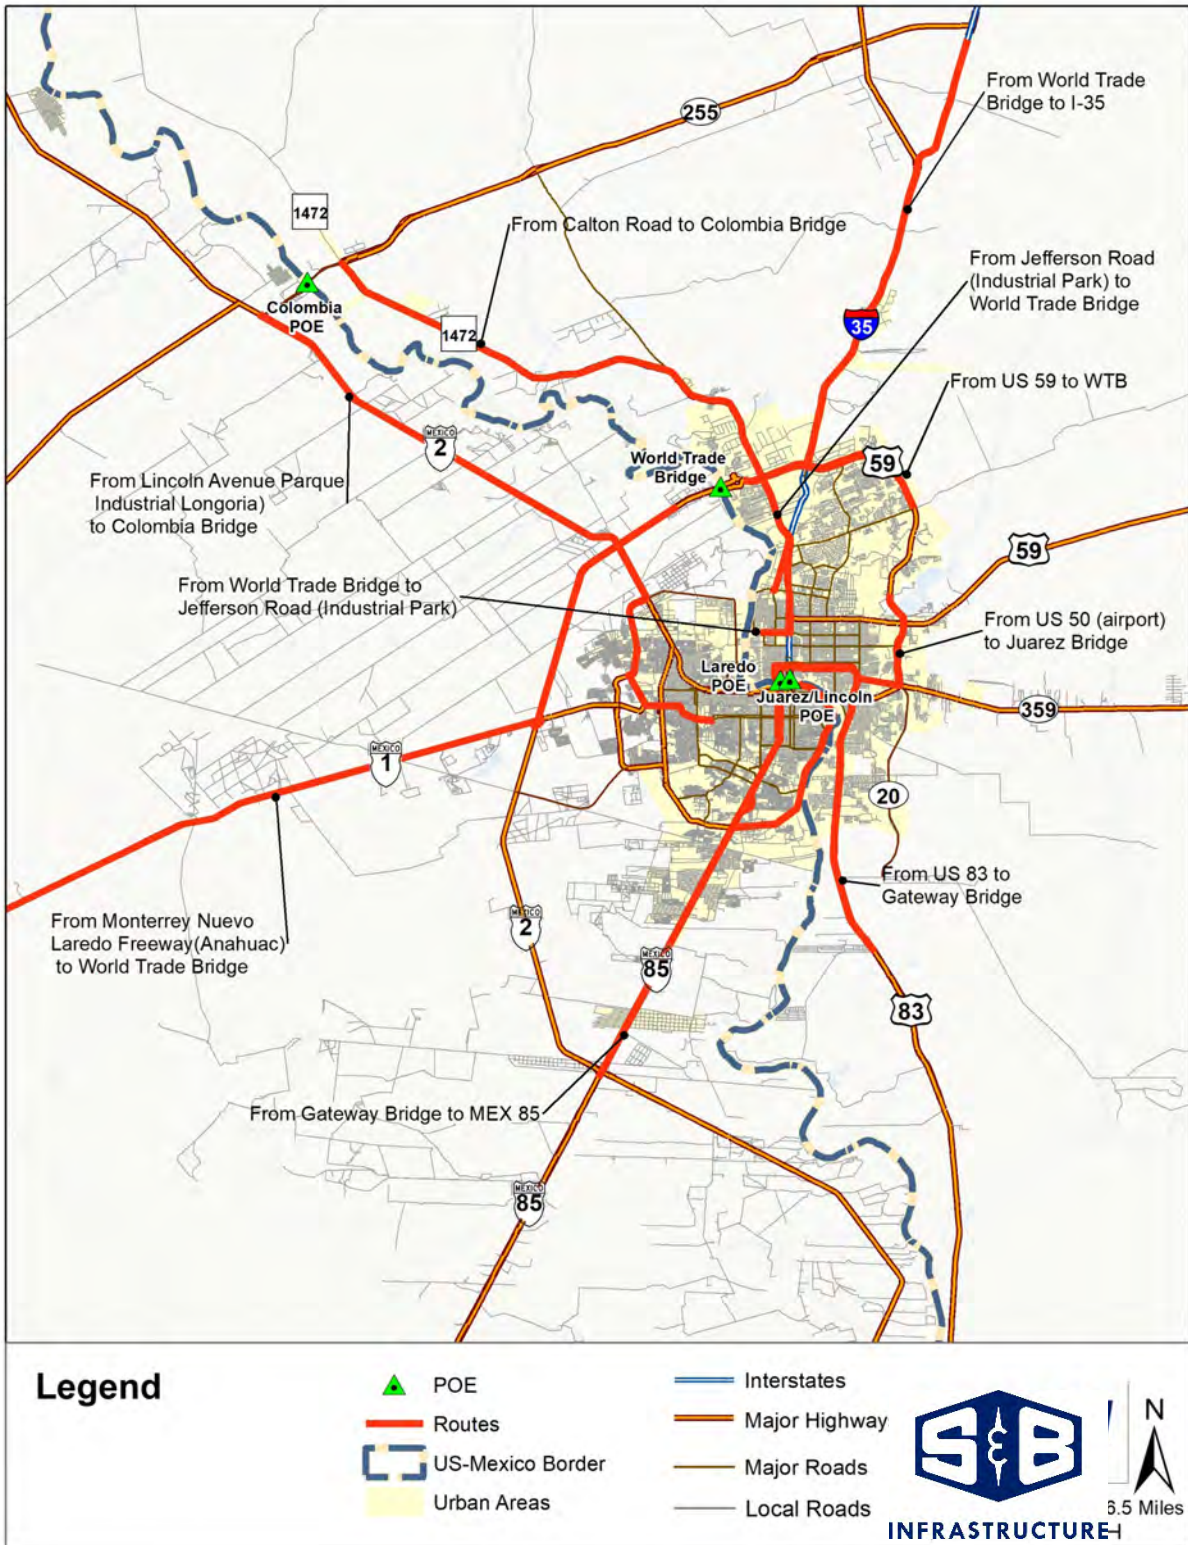 From World Trade
Bridge to I-35
255
1472
From Calton Road to Colombia Bridge
From Jefferson Road
(Industrial Park) to
World Trade Bridge
Colombia
POE
1472
35
From US 59 to WTB
MEXICO
2
World Trade
Bridge
59
From Lincoln Avenue Parque
Industrial Longoria)
to Colombia Bridge
59
From World Trade Bridge to
Jefferson Road (Industrial Park)
From US 50 (airport)
to Juarez Bridge
Laredo
POE
Juarez/Lincoln
POE
359
MEXICO
1
20
From US 83 to
Gateway Bridge
From Monterrey Nuevo
Laredo Freeway(Anahuac)
to World Trade Bridge
MEXICO
2
MEXICO
85
83
From Gateway Bridge to MEX 85
MEXICO
85
Legend
POE
Routes
US-Mexico Border
Urban Areas
Interstates
Major Highway
Major Roads
Local Roads
S&B
INFRASTRUCTURE
N
6.5 Miles